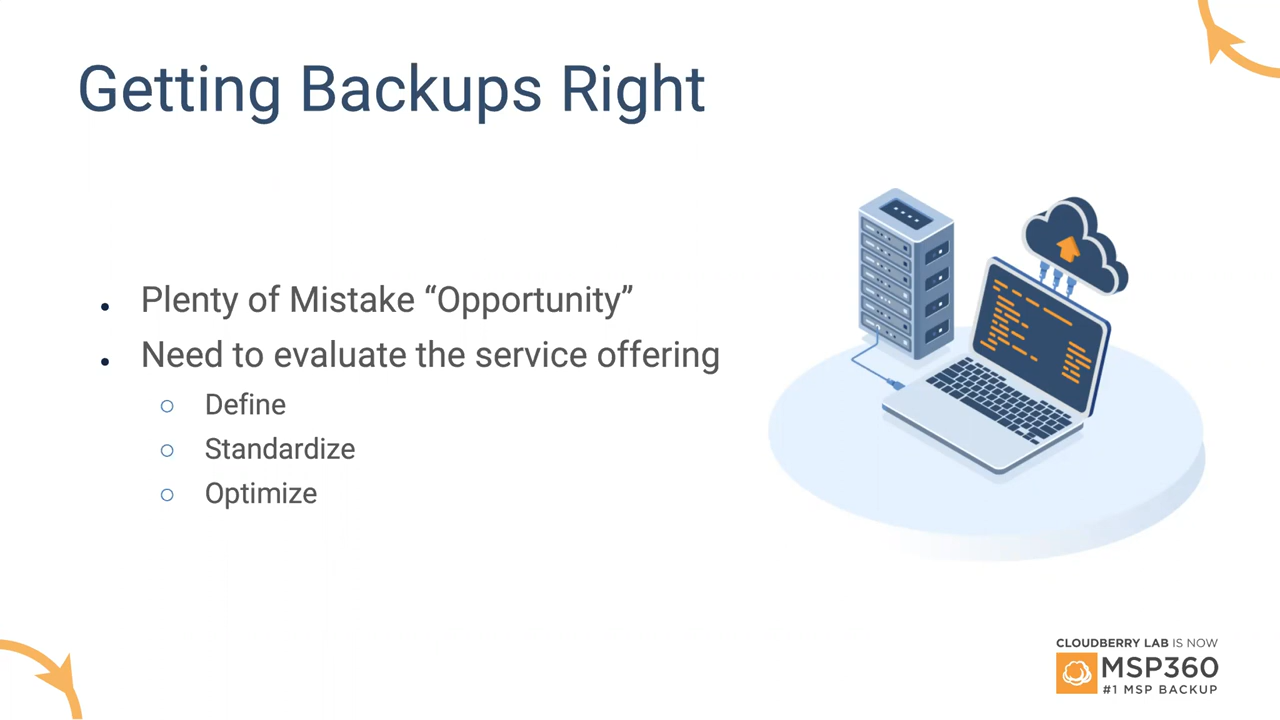 Getting Backups Right
Plenty of Mistake “Opportunity”
Need to evaluate the service offering
Define
Standardize
Optimize
CLOUDBERRY LAB IS NOW
MSP360
#1 MSP BACKUP